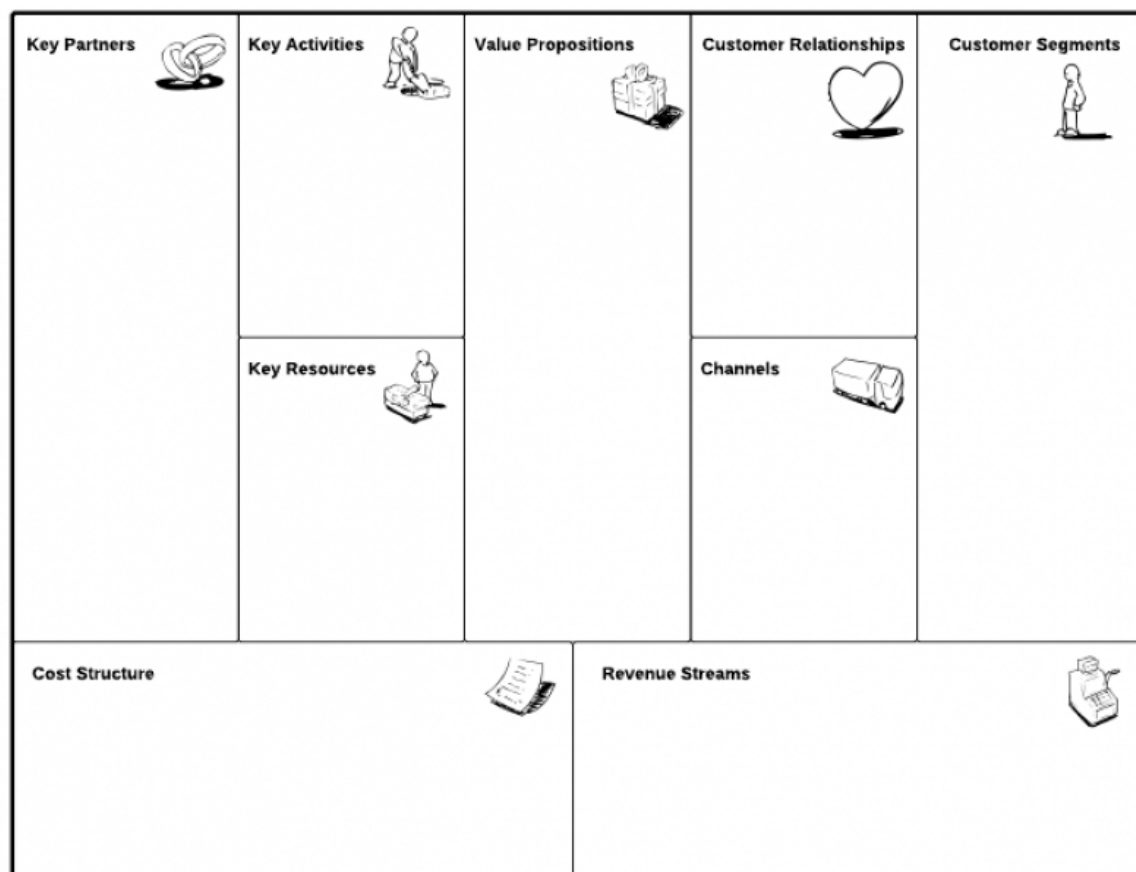 Key Partners
Key Activities
Value Propositions
Customer Relationships
Customer Segments
Key Resources
Channels
Cost Structure
Revenue Streams